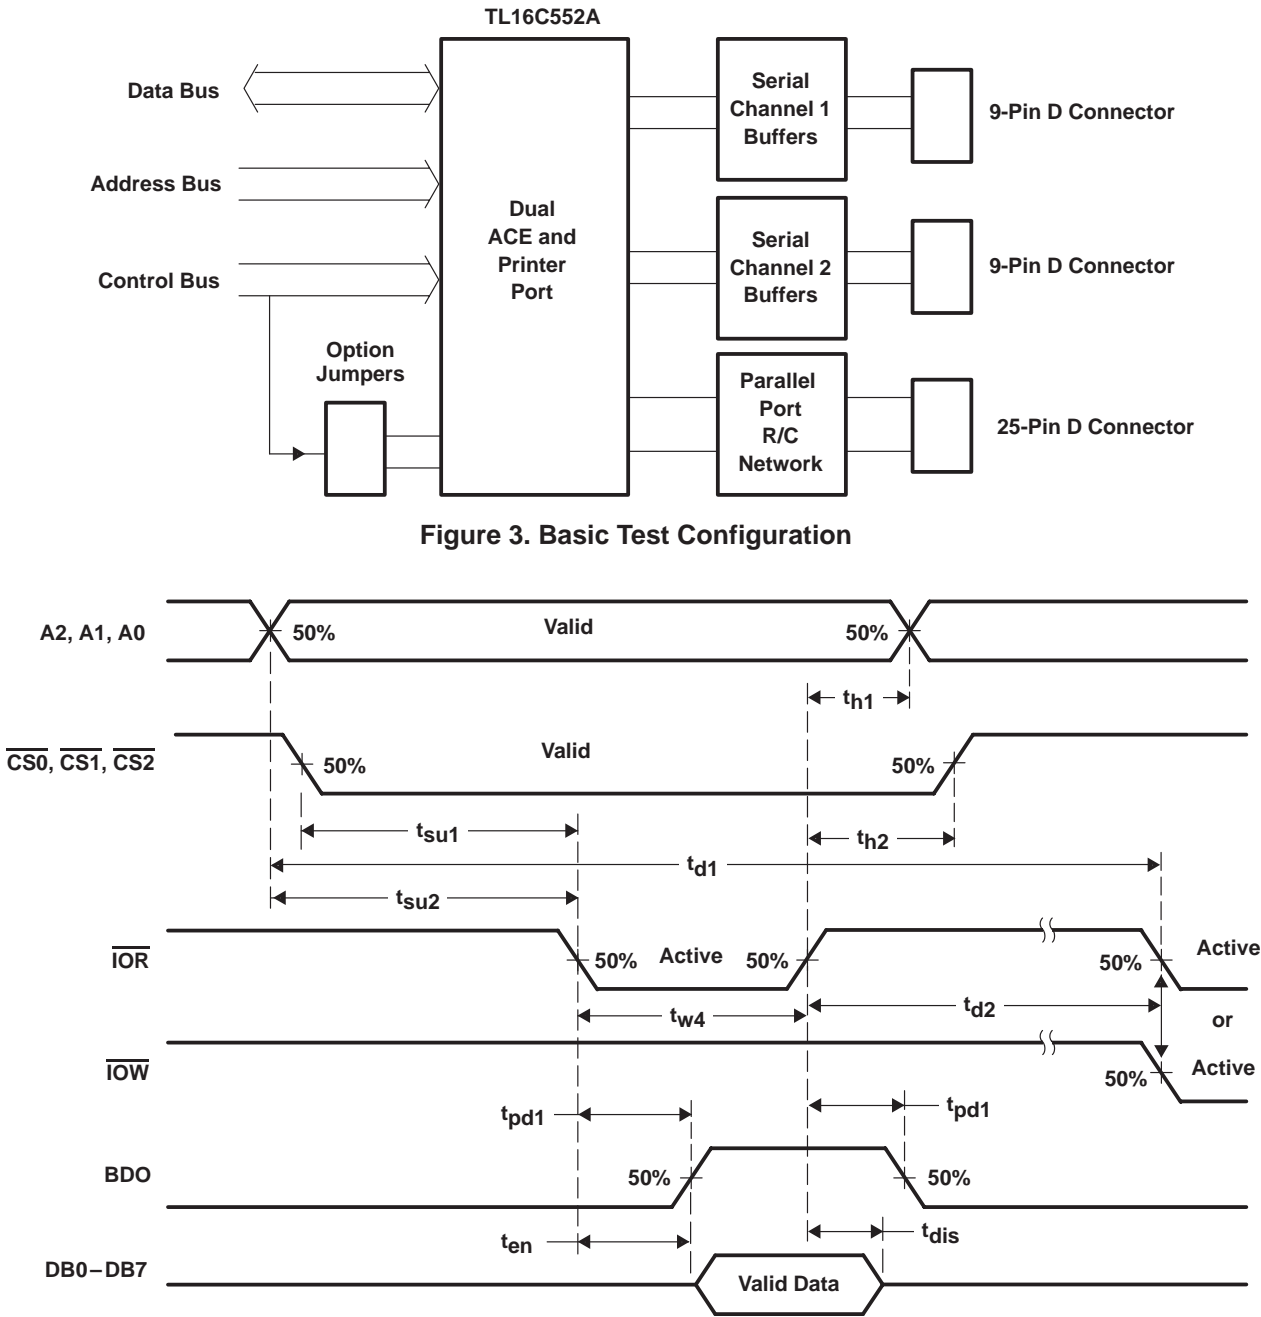 TL16C552A
Data Bus
Address Bus
Control Bus
Option
Jumpers
Dual
ACE and
Printer
Port
Serial
Channel 1
Buffers
9-Pin D Connector
Serial
Channel 2
Buffers
9-Pin D Connector
Parallel
Port
R/C
Network
25-Pin D Connector
Figure 3. Basic Test Configuration
A2, A1, A0
50%
Valid
50%
th1
CS0, CS1, CS2
50%
Valid
50%
tsu1
th2
td1
tsu2
IOR
50%
Active
50%
50%
Active
tw4
td2
or
IOW
50%
Active
tpd1
tpd1
BDO
50%
50%
ten
tdis
DB0–DB7
Valid Data